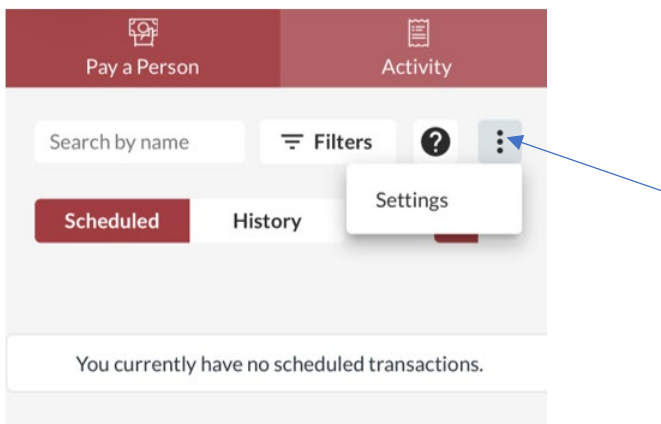 Pay a Person
Activity
Search by name
Filters
?
Settings
Scheduled
History
You currently have no scheduled transactions.